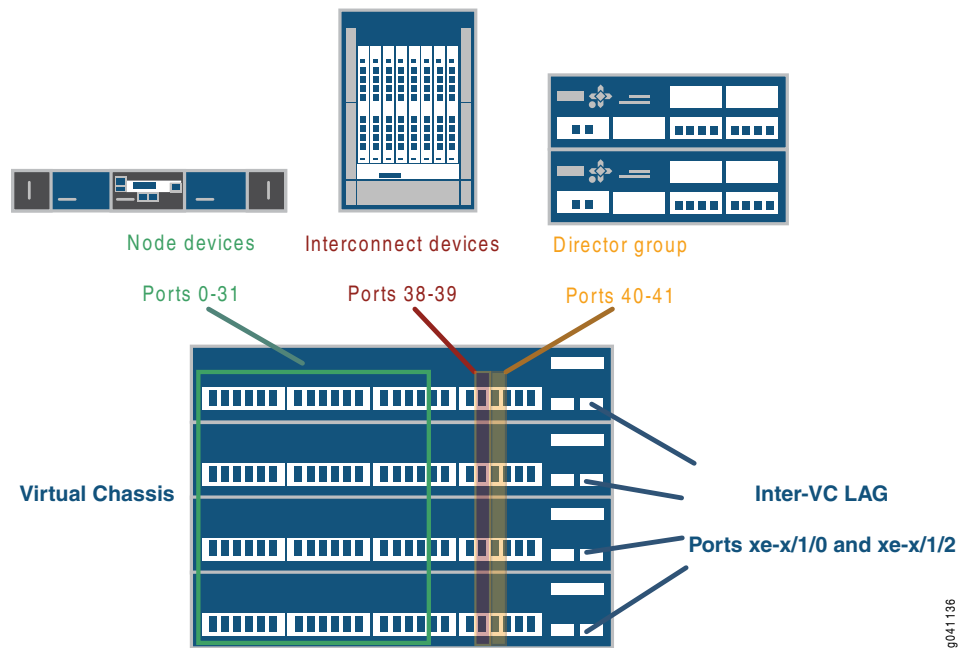 Node devices
Interconnect devices
Director group
Ports 0-31
Ports 38-39
Ports 40-41
Virtual Chassis
Inter-VC LAG
Ports xe-x/1/0 and xe-x/1/2
g041136